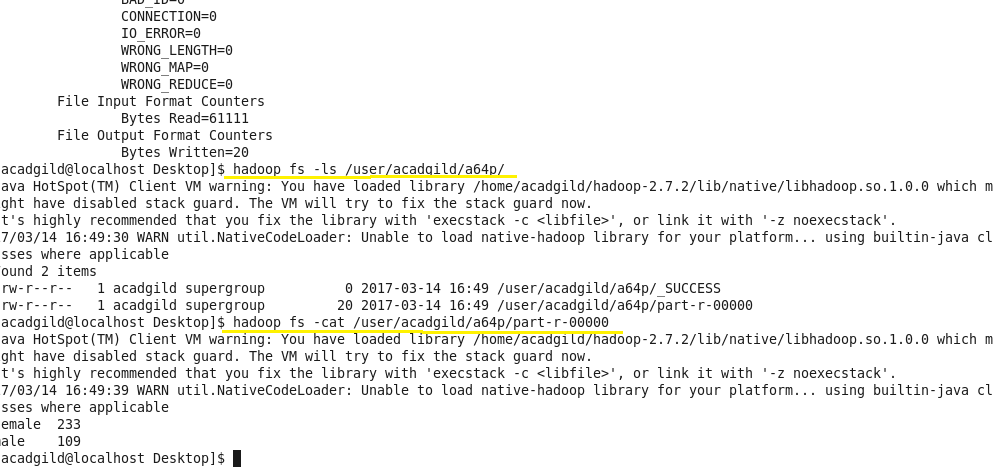 BAD_ID=0
CONNECTION=0
IO_ERROR=0
WRONG_LENGTH=0
WRONG_MAP=0
WRONG_REDUCE=0
File Input Format Counters
Bytes Read=61111
File Output Format Counters
Bytes Written=20
acadgild@localhost Desktop]$ hadoop fs -ls /user/acadgild/a64p/
ava HotSpot(TM) Client VM warning: You have loaded library /home/acadgild/hadoop-2.7.2/lib/native/libhadoop.so.1.0.0 which m
ght have disabled stack guard. The VM will try to fix the stack guard now.
t's highly recommended that you fix the library with 'execstack -c <libfile>', or link it with '-z noexecstack'.
7/03/14 16:49:30 WARN util.NativeCodeLoader: Unable to load native-hadoop library for your platform... using builtin-java cl
sses where applicable
ound 2 items
rw-r--r--   1 acadgild supergroup          0 2017-03-14 16:49 /user/acadgild/a64p/_SUCCESS
rw-r--r--   1 acadgild supergroup         20 2017-03-14 16:49 /user/acadgild/a64p/part-r-00000
acadgild@localhost Desktop]$ hadoop fs -cat /user/acadgild/a64p/part-r-00000
ava HotSpot(TM) Client VM warning: You have loaded library /home/acadgild/hadoop-2.7.2/lib/native/libhadoop.so.1.0.0 which m
ght have disabled stack guard. The VM will try to fix the stack guard now.
t's highly recommended that you fix the library with 'execstack -c <libfile>', or link it with '-z noexecstack'.
7/03/14 16:49:39 WARN util.NativeCodeLoader: Unable to load native-hadoop library for your platform... using builtin-java cl
sses where applicable
emale  233
ale    109
acadgild@localhost Desktop]$